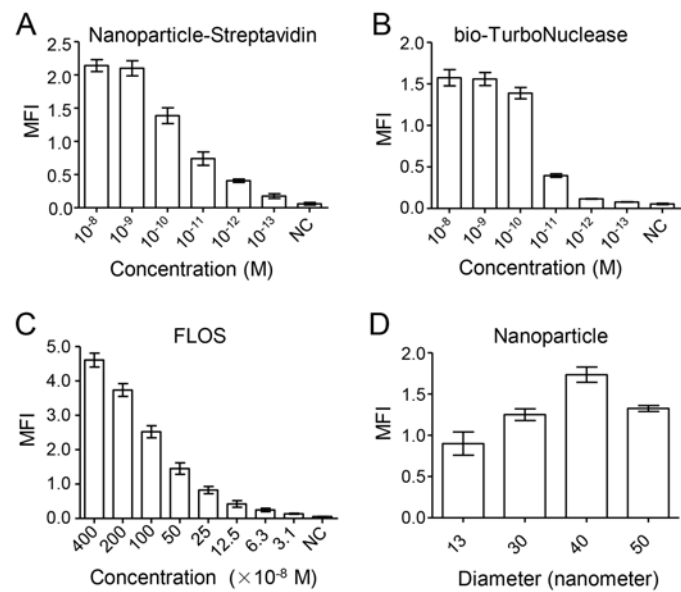 A
Nanoparticle-Streptavidin
MFI
2.5
2.0
1.5
1.0
0.5
0.0
10⁻⁸
10⁻⁹
10⁻¹⁰
10⁻¹¹
10⁻¹²
10⁻¹³
NC
Concentration (M)
B
bio-TurboNuclease
MFI
2.0
1.5
1.0
0.5
0.0
10⁻⁸
10⁻⁹
10⁻¹⁰
10⁻¹¹
10⁻¹²
10⁻¹³
NC
Concentration (M)
C
FLOS
MFI
5.0
4.0
3.0
2.0
1.0
0.0
400
200
100
50
25
12.5
6.3
3.1
NC
Concentration (×10⁻⁸ M)
D
Nanoparticle
MFI
2.0
1.5
1.0
0.5
0.0
13
30
40
50
Diameter (nanometer)